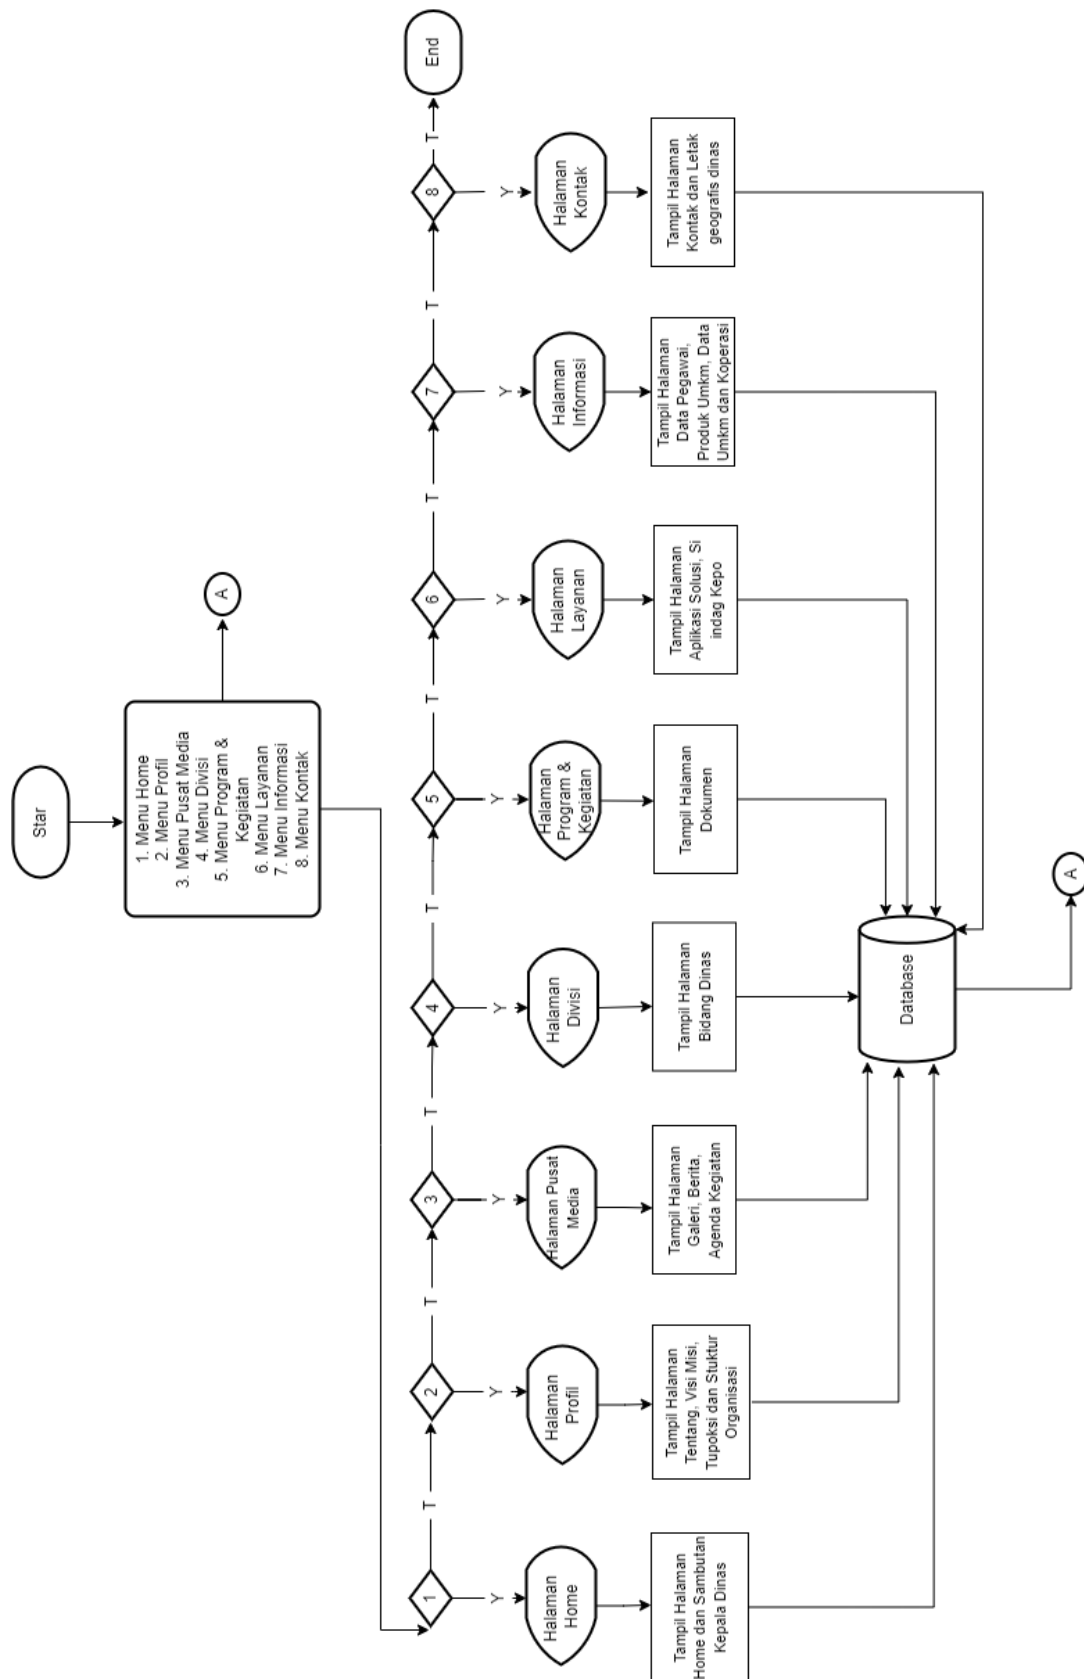 Star
1. Menu Home
2. Menu Profil
3. Menu Pusat Media
4. Menu Divisi
5. Menu Program &
Kegiatan
6. Menu Layanan
7. Menu Informasi
8. Menu Kontak
A
1
T
2
T
3
T
4
T
5
T
6
T
7
T
8
T
End
Y
Y
Y
Y
Y
Y
Y
Y
Halaman
Home
Halaman
Profil
Halaman Pusat
Media
Halaman
Divisi
Halaman
Program &
Kegiatan
Halaman
Layanan
Halaman
Informasi
Halaman
Kontak
Tampil Halaman
Home dan Sambutan
Kepala Dinas
Tampil Halaman
Tentang, Visi Misi,
Tupoksi dan Stuktur
Organisasi
Tampil Halaman
Galeri, Berita,
Agenda Kegiatan
Tampil Halaman
Bidang Dinas
Tampil Halaman
Dokumen
Tampil Halaman
Aplikasi Solusi, Si
indag Kepo
Tampil Halaman
Data Pegawai,
Produk Umkm, Data
Umkm dan Koperasi
Tampil Halaman
Kontak dan Letak
geografis dinas
Database
A